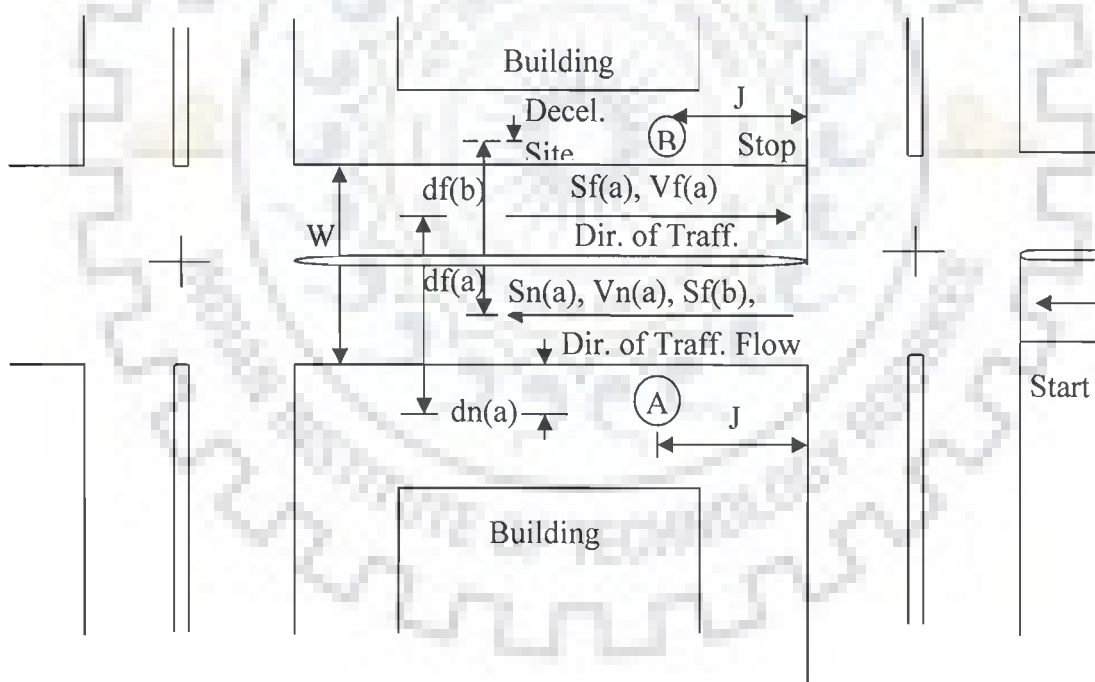 Building
Decel.
Site
J
B
Stop
df(b)
Sf(a), Vf(a)
W
Dir. of Traff.
df(a)
Sn(a), Vn(a), Sf(b),
Dir. of Traff. Flow
Start
dn(a)
A
J
Building